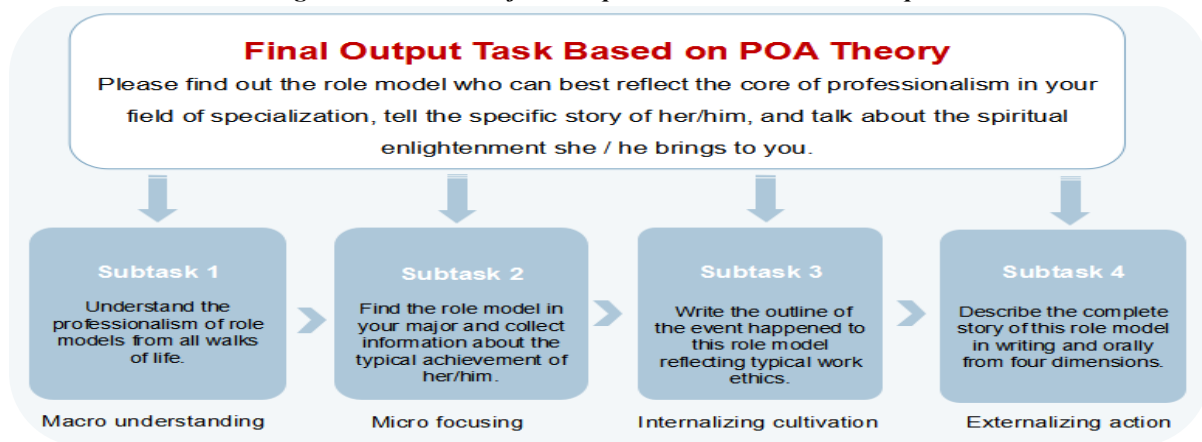 Final Output Task Based on POA Theory
Please find out the role model who can best reflect the core of professionalism in your
field of specialization, tell the specific story of her/him, and talk about the spiritual
enlightenment she / he brings to you.
Subtask 1
Understand the
professionalism of role
models from all walks
of life.
Macro understanding
Subtask 2
Find the role model in
your major and collect
information about the
typical achievement of
her/him.
Micro focusing
Subtask 3
Write the outline of
the event happened to
this role model
reflecting typical work
ethics.
Internalizing cultivation
Subtask 4
Describe the complete
story of this role model
in writing and orally
from four dimensions.
Externalizing action